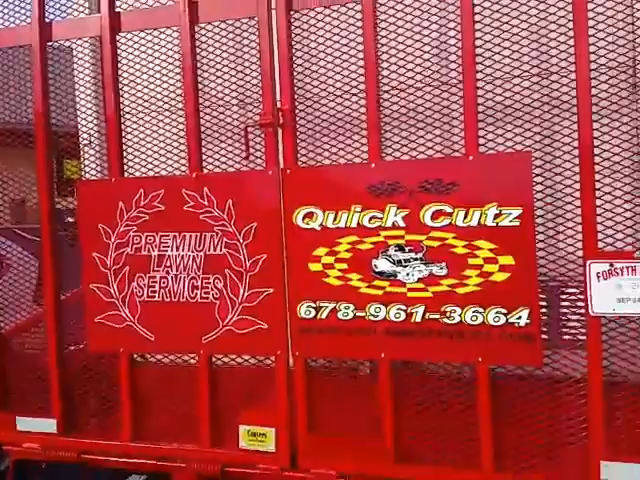 PREMIUM
LAWN
SERVICES
Quick Cutz
678-961-3664
FORSYTH